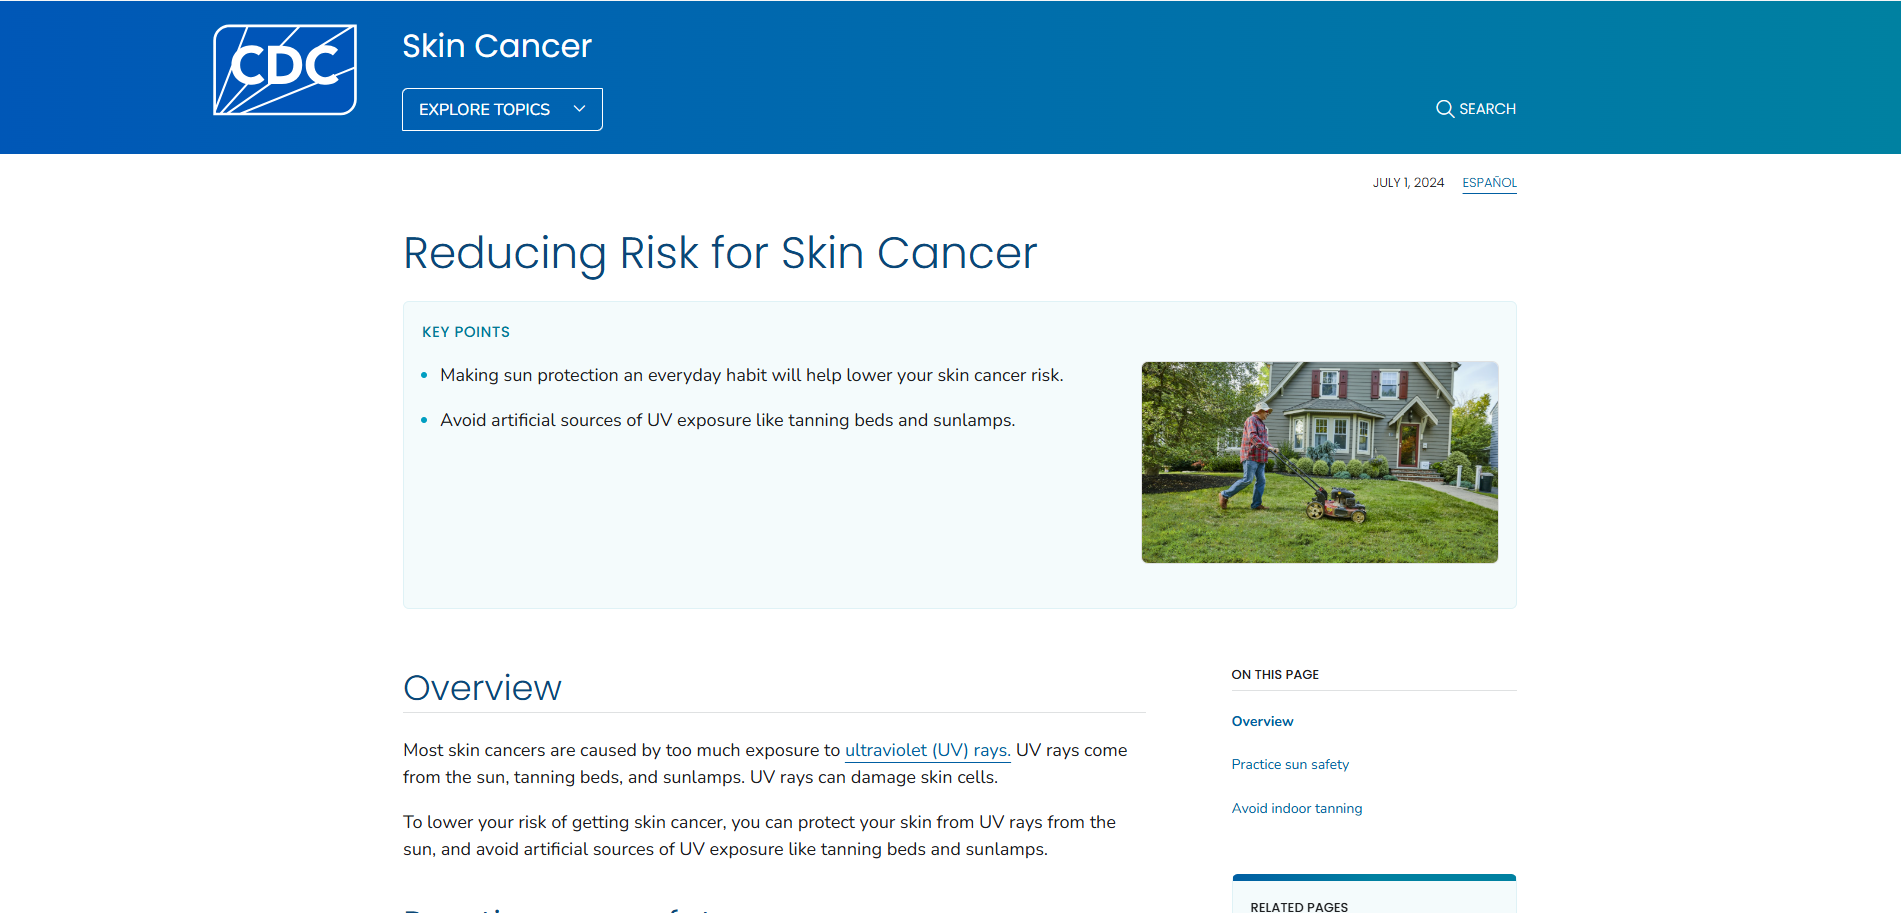 CDC
Skin Cancer
EXPLORE TOPICS
SEARCH
JULY 1, 2024 ESPAÑOL
Reducing Risk for Skin Cancer
KEY POINTS
Making sun protection an everyday habit will help lower your skin cancer risk.
Avoid artificial sources of UV exposure like tanning beds and sunlamps.
Overview
Most skin cancers are caused by too much exposure to ultraviolet (UV) rays. UV rays come
from the sun, tanning beds, and sunlamps. UV rays can damage skin cells.
To lower your risk of getting skin cancer, you can protect your skin from UV rays from the
sun, and avoid artificial sources of UV exposure like tanning beds and sunlamps.
ON THIS PAGE
Overview
Practice sun safety
Avoid indoor tanning
RELATED PAGES